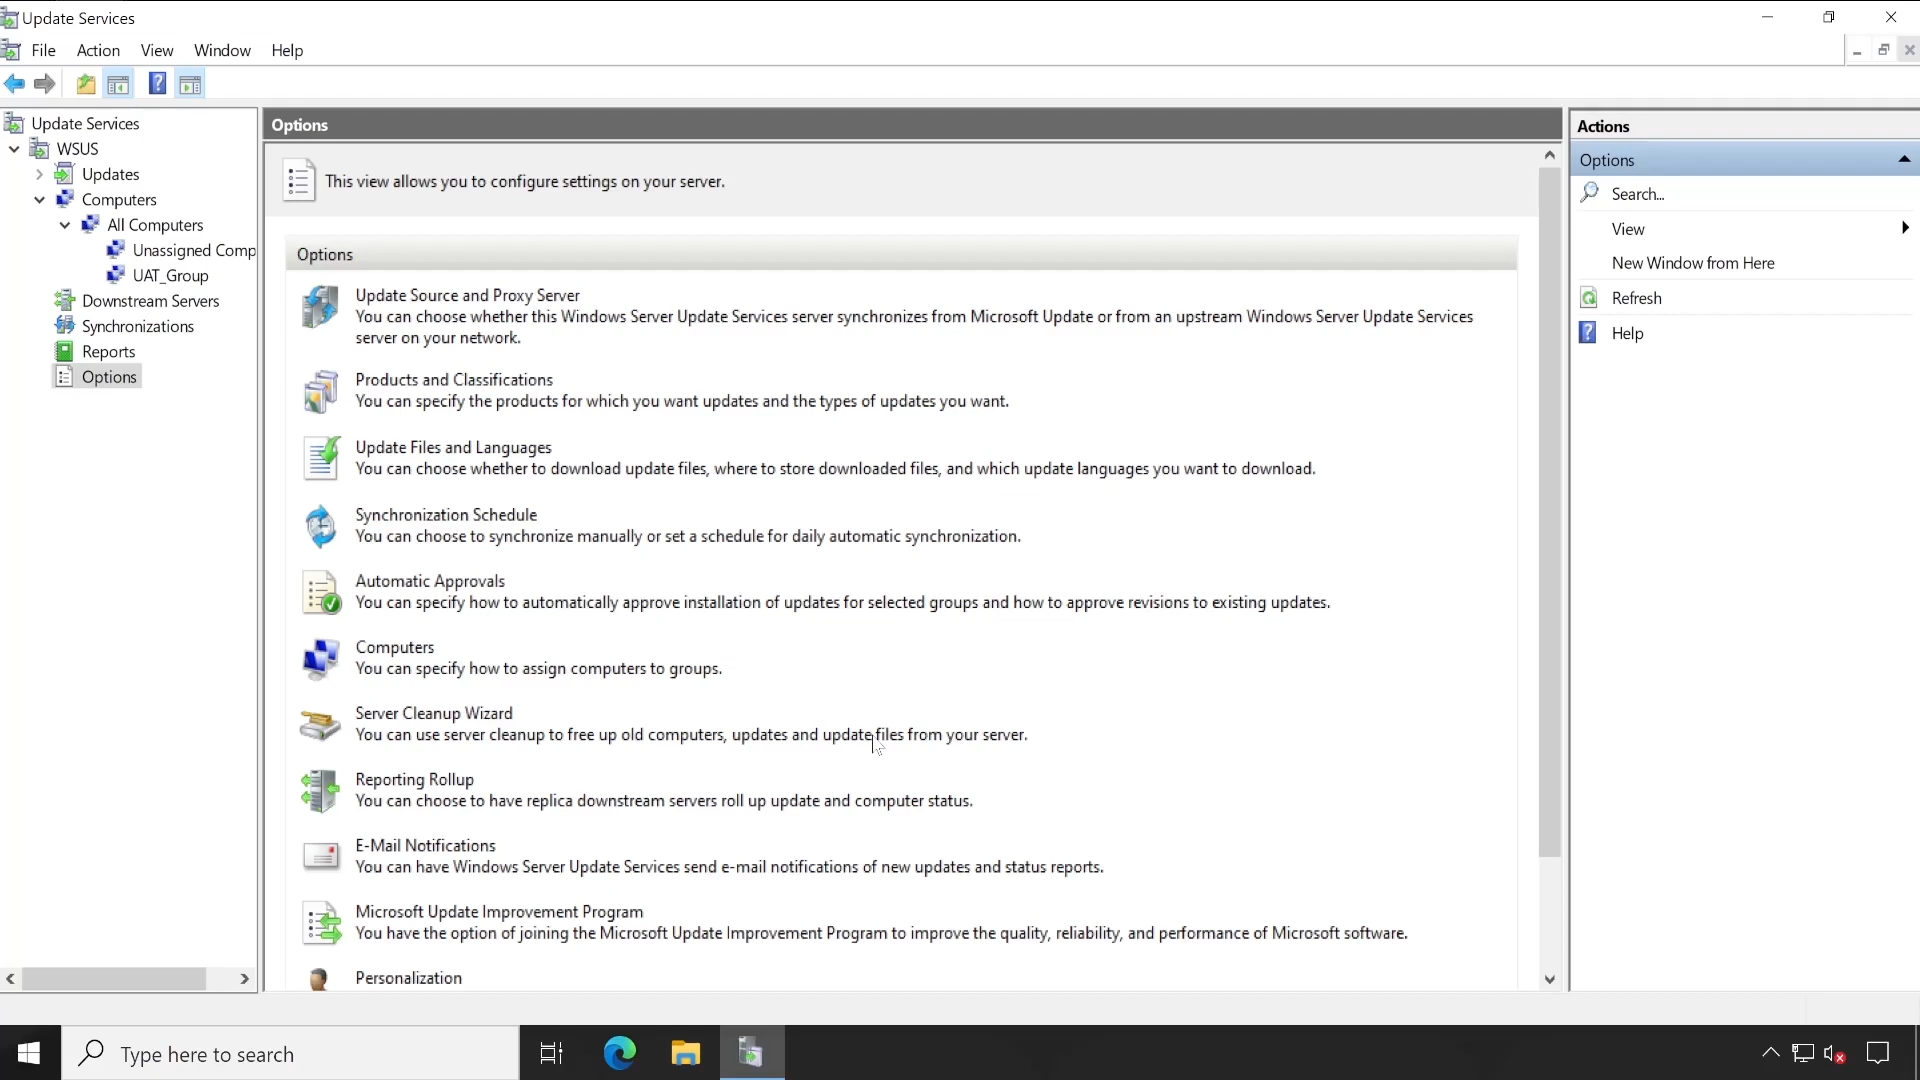 Update Services
File Action View Window Help
Update Services
WSUS
Updates
Computers
All Computers
Unassigned Comp
UAT_Group
Downstream Servers
Synchronizations
Reports
Options
Options
This view allows you to configure settings on your server.
Options
Update Source and Proxy Server
You can choose whether this Windows Server Update Services server synchronizes from Microsoft Update or from an upstream Windows Server Update Services
server on your network.
Products and Classifications
You can specify the products for which you want updates and the types of updates you want.
Update Files and Languages
You can choose whether to download update files, where to store downloaded files, and which update languages you want to download.
Synchronization Schedule
You can choose to synchronize manually or set a schedule for daily automatic synchronization.
Automatic Approvals
You can specify how to automatically approve installation of updates for selected groups and how to approve revisions to existing updates.
Computers
You can specify how to assign computers to groups.
Server Cleanup Wizard
You can use server cleanup to free up old computers, updates and update files from your server.
Reporting Rollup
You can choose to have replica downstream servers roll up update and computer status.
E-Mail Notifications
You can have Windows Server Update Services send e-mail notifications of new updates and status reports.
Microsoft Update Improvement Program
You have the option of joining the Microsoft Update Improvement Program to improve the quality, reliability, and performance of Microsoft software.
Personalization
Actions
Options
Search...
View
New Window from Here
Refresh
Help
Type here to search